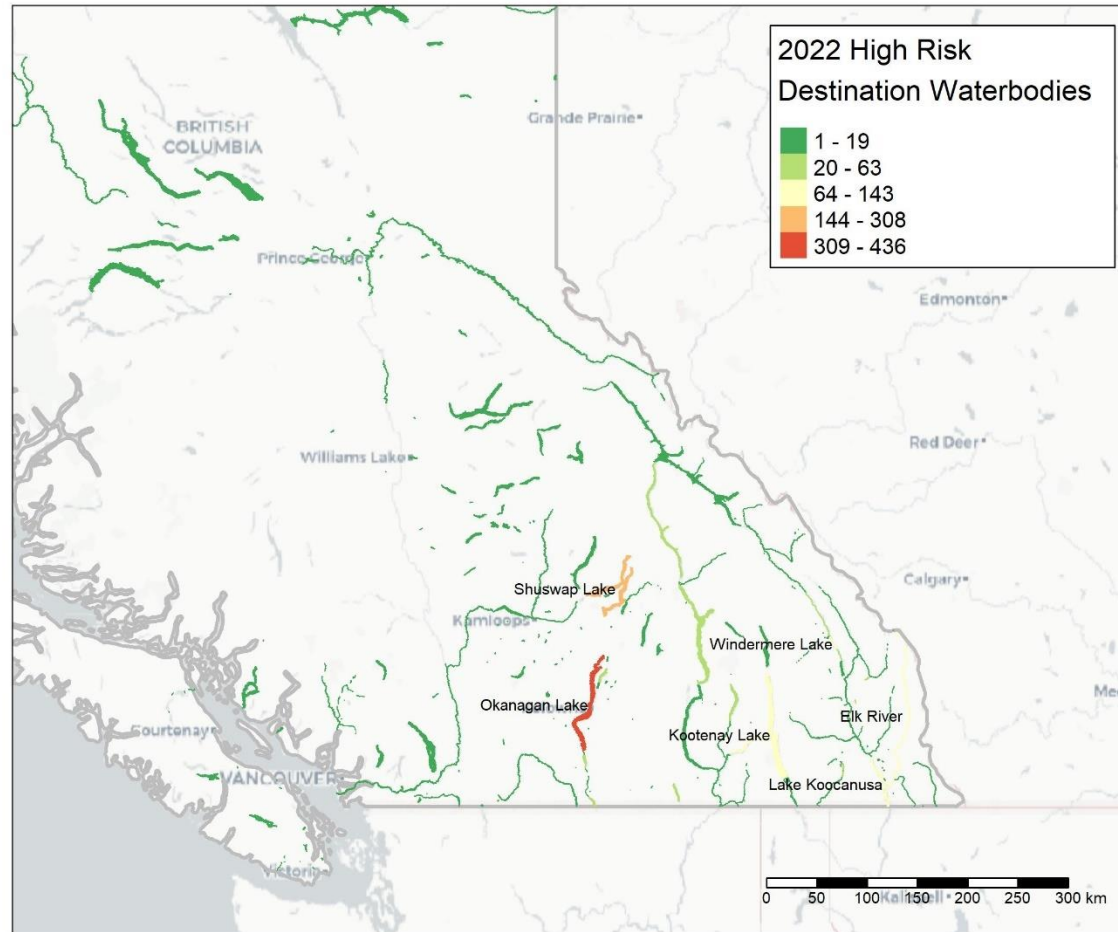 2022 High Risk
Destination Waterbodies
1 - 19
20 - 63
64 - 143
144 - 308
309 - 436
BRITISH
COLUMBIA
Grande Prairie
Prince George
Edmonton
Red Deer
Williams Lake
Calgary
Shuswap Lake
Kamloops
Windermere Lake
Okanagan Lake
Elk River
Courtenay
Kootenay Lake
VANCOUVER
Lake Koocanusa
Victoria
0 50 100 150 200 250 300 km